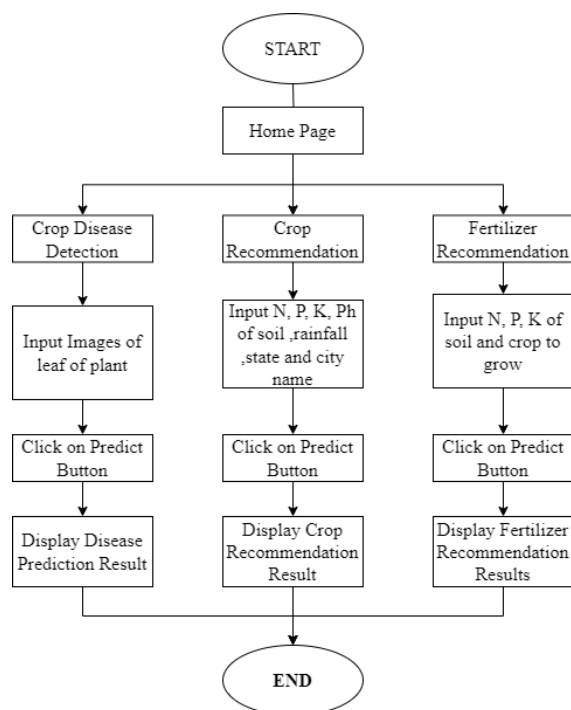 START
Home Page
Crop Disease
Detection
Crop
Recommendation
Fertilizer
Recommendation
Input Images of
leaf of plant
Input N, P, K, Ph
of soil ,rainfall
,state and city
name
Input N, P, K of
soil and crop to
grow
Click on Predict
Button
Click on Predict
Button
Click on Predict
Button
Display Disease
Prediction Result
Display Crop
Recommendation
Result
Display Fertilizer
Recommendation
Results
END